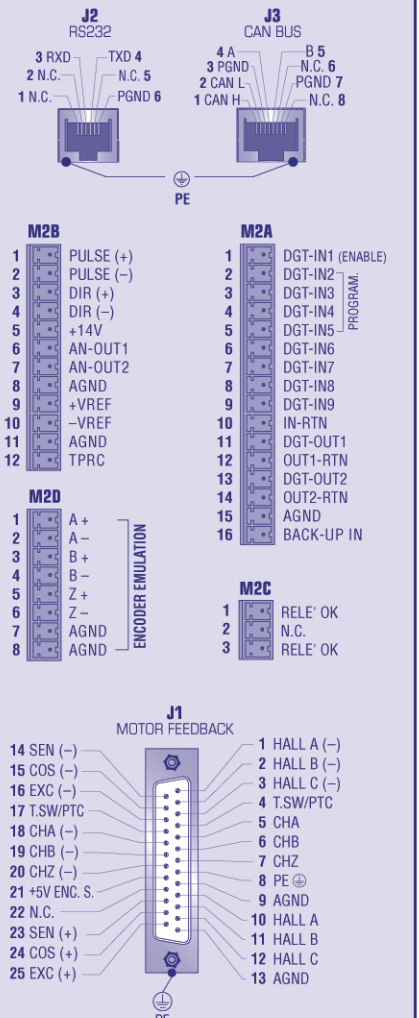 J2
RS232
3 RXD
TXD 4
2 N.C.
N.C. 5
1 N.C.
PGND 6
J3
CAN BUS
4 A
B 5
3 PGND
N.C. 6
2 CAN L
PGND 7
1 CAN H
N.C. 8
PE
M2B
1 PULSE (+)
2 PULSE (–)
3 DIR (+)
4 DIR (–)
5 +14V
6 AN-OUT1
7 AN-OUT2
8 AGND
9 +VREF
10 –VREF
11 AGND
12 TPRC
M2A
1 DGT-IN1 (ENABLE)
2 DGT-IN2
3 DGT-IN3
4 DGT-IN4
5 DGT-IN5
PROGRAM.
6 DGT-IN6
7 DGT-IN7
8 DGT-IN8
9 DGT-IN9
10 IN-RTN
11 DGT-OUT1
12 OUT1-RTN
13 DGT-OUT2
14 OUT2-RTN
15 AGND
16 BACK-UP IN
M2D
1 A +
2 A –
3 B +
4 B –
5 Z +
6 Z –
7 AGND
8 AGND
ENCODER EMULATION
M2C
1 RELE' OK
2 N.C.
3 RELE' OK
J1
MOTOR FEEDBACK
14 SEN (–)
15 COS (–)
16 EXC (–)
17 T.SW/PTC
18 CHA (–)
19 CHB (–)
20 CHZ (–)
21 +5V ENC. S.
22 N.C.
23 SEN (+)
24 COS (+)
25 EXC (+)
1 HALL A (–)
2 HALL B (–)
3 HALL C (–)
4 T.SW/PTC
5 CHA
6 CHB
7 CHZ
8 PE
9 AGND
10 HALL A
11 HALL B
12 HALL C
13 AGND
PE